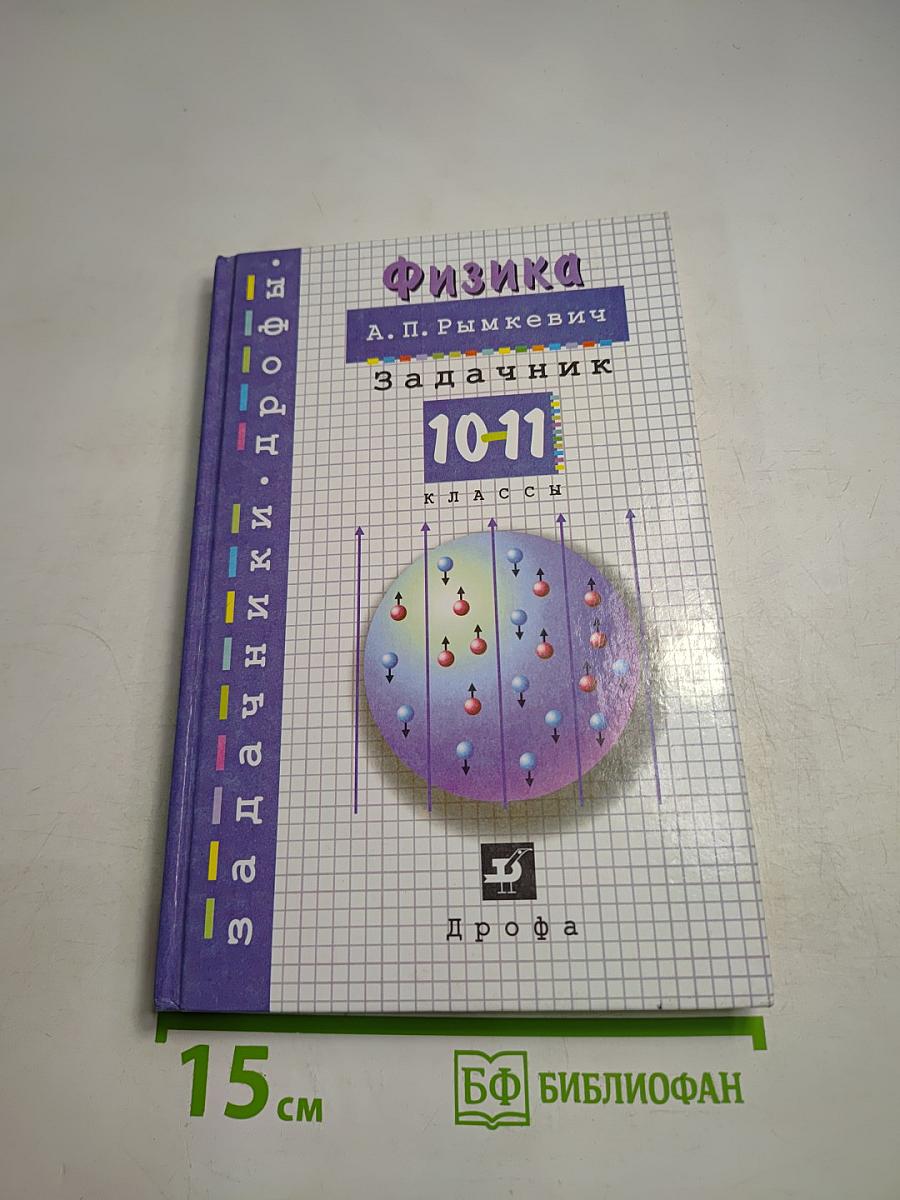 Физика
А.П.Рымкевич
Задачник
10-11
классы
Дрофа
задачники.дрофы.
15 см
БФ БИБЛИОФАН